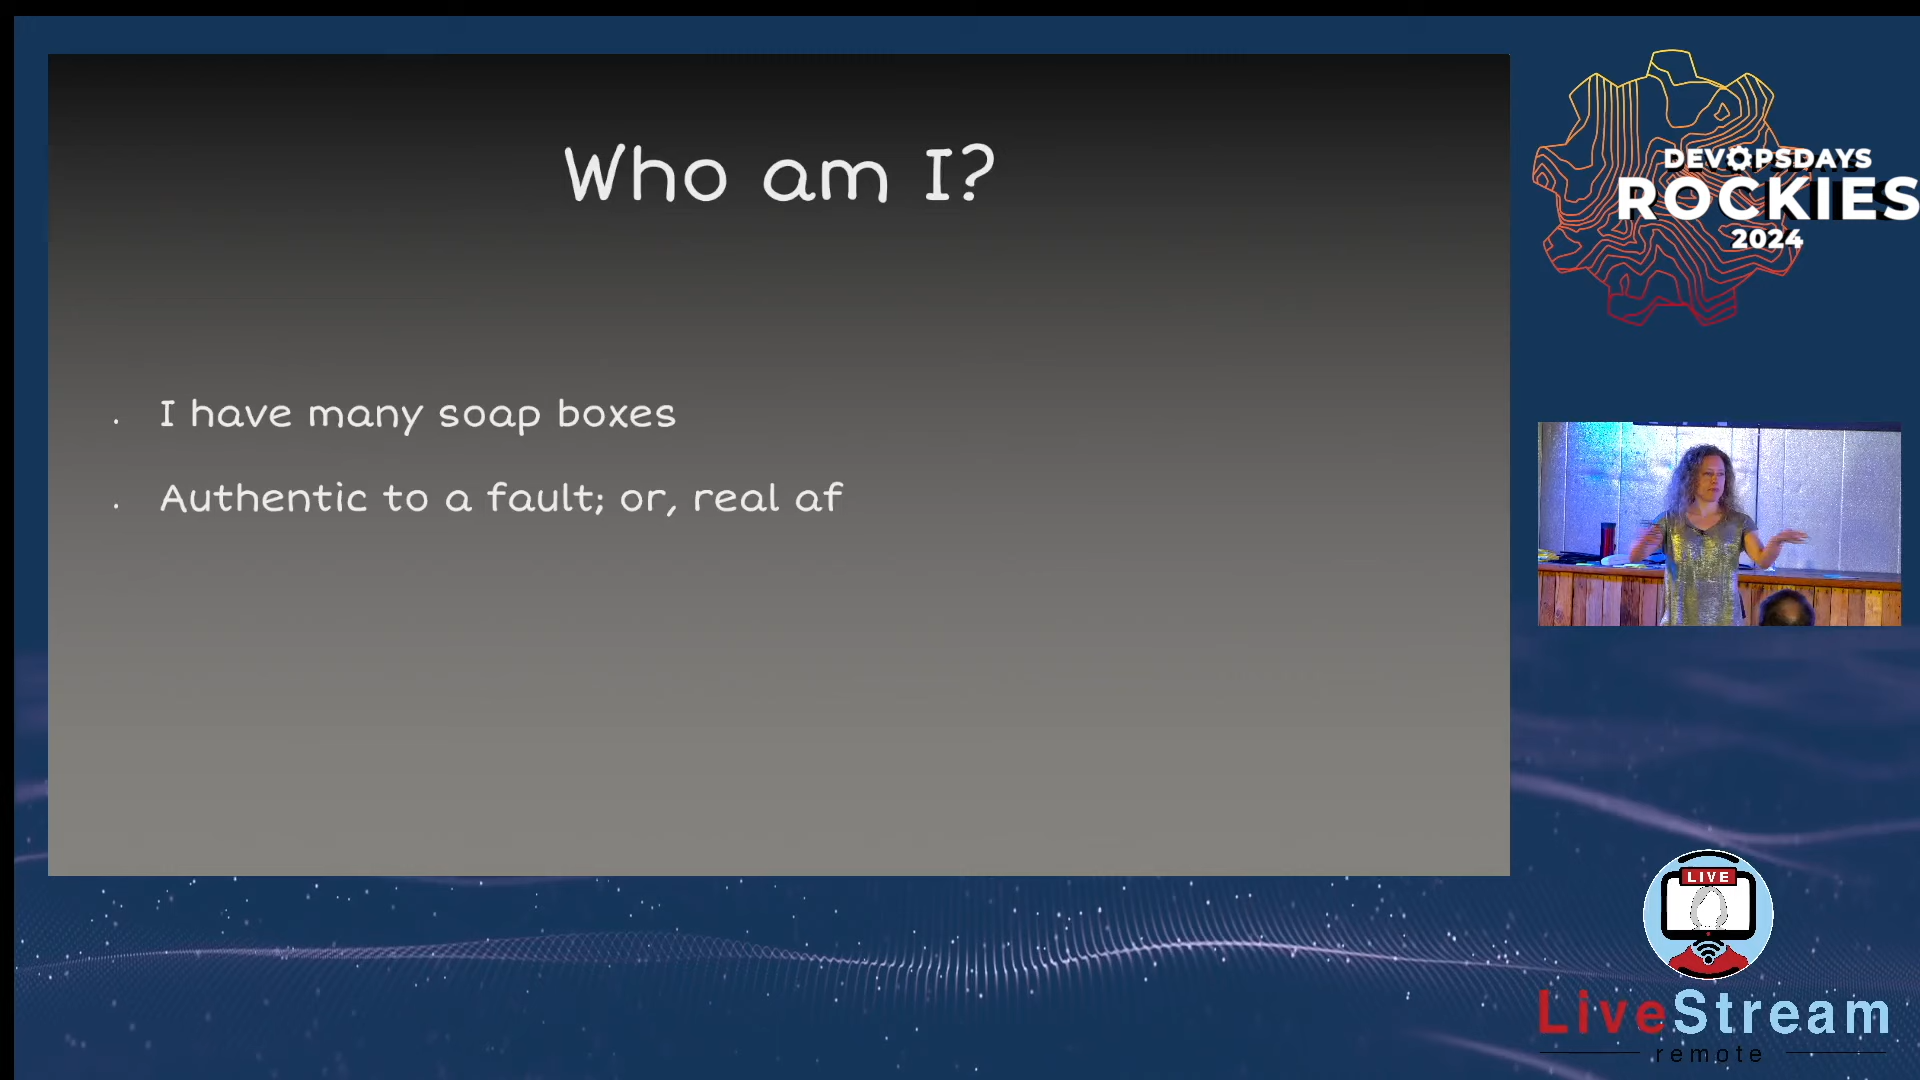 Who am I?
I have many soap boxes
Authentic to a fault; or, real af
DEVOPSDAYS
ROCKIES
2024
LIVE
LiveStream
remote